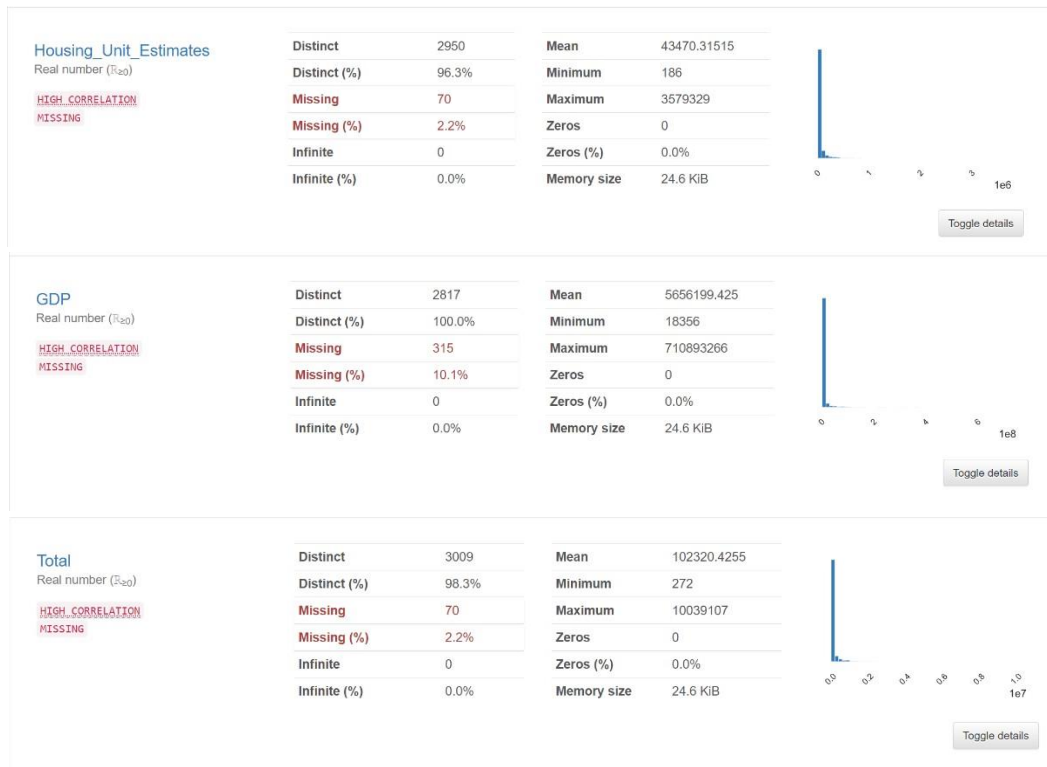 Housing_Unit_Estimates
Real number (ℝ≥0)
HIGH CORRELATION
MISSING
Distinct 2950
Distinct (%) 96.3%
Missing 70
Missing (%) 2.2%
Infinite 0
Infinite (%) 0.0%
Mean 43470.31515
Minimum 186
Maximum 3579329
Zeros 0
Zeros (%) 0.0%
Memory size 24.6 KiB
0 1 2 3
1e6
Toggle details
GDP
Real number (ℝ≥0)
HIGH CORRELATION
MISSING
Distinct 2817
Distinct (%) 100.0%
Missing 315
Missing (%) 10.1%
Infinite 0
Infinite (%) 0.0%
Mean 5656199.425
Minimum 18356
Maximum 710893266
Zeros 0
Zeros (%) 0.0%
Memory size 24.6 KiB
0 2 4 6
1e8
Toggle details
Total
Real number (ℝ≥0)
HIGH CORRELATION
MISSING
Distinct 3009
Distinct (%) 98.3%
Missing 70
Missing (%) 2.2%
Infinite 0
Infinite (%) 0.0%
Mean 102320.4255
Minimum 272
Maximum 10039107
Zeros 0
Zeros (%) 0.0%
Memory size 24.6 KiB
0.0 0.2 0.4 0.6 0.8 1.0
1e7
Toggle details